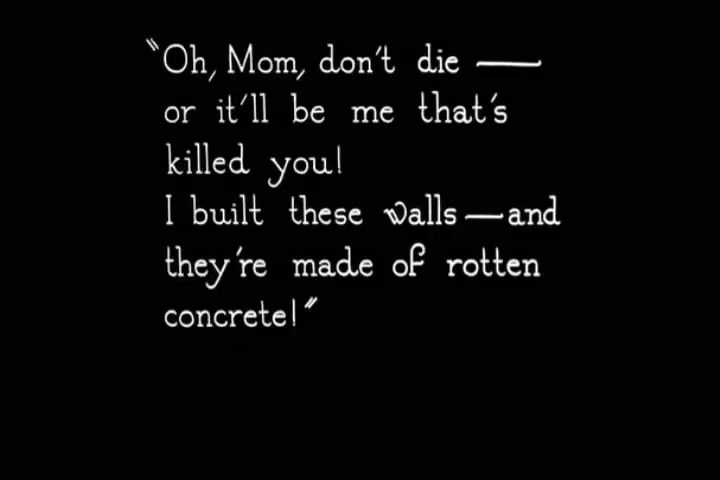 "Oh, Mom, don't die —
or it'll be me that's
killed you!
I built these walls — and
they're made of rotten
concrete!"